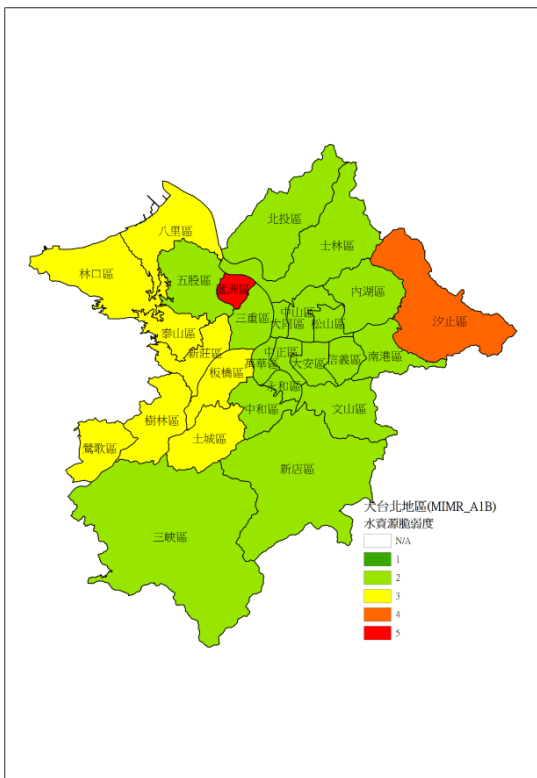 北投區
士林區
八里區
林口區
五股區
內湖區
蘆洲區
汐止區
三重區
中山區
大同區
松山區
泰山區
新莊區
中正區
萬華區
大安區
信義區
南港區
板橋區
永和區
中和區
文山區
樹林區
土城區
鶯歌區
新店區
三峽區
大台北地區(MIMR_A1B)
水資源脆弱度
N/A
1
2
3
4
5